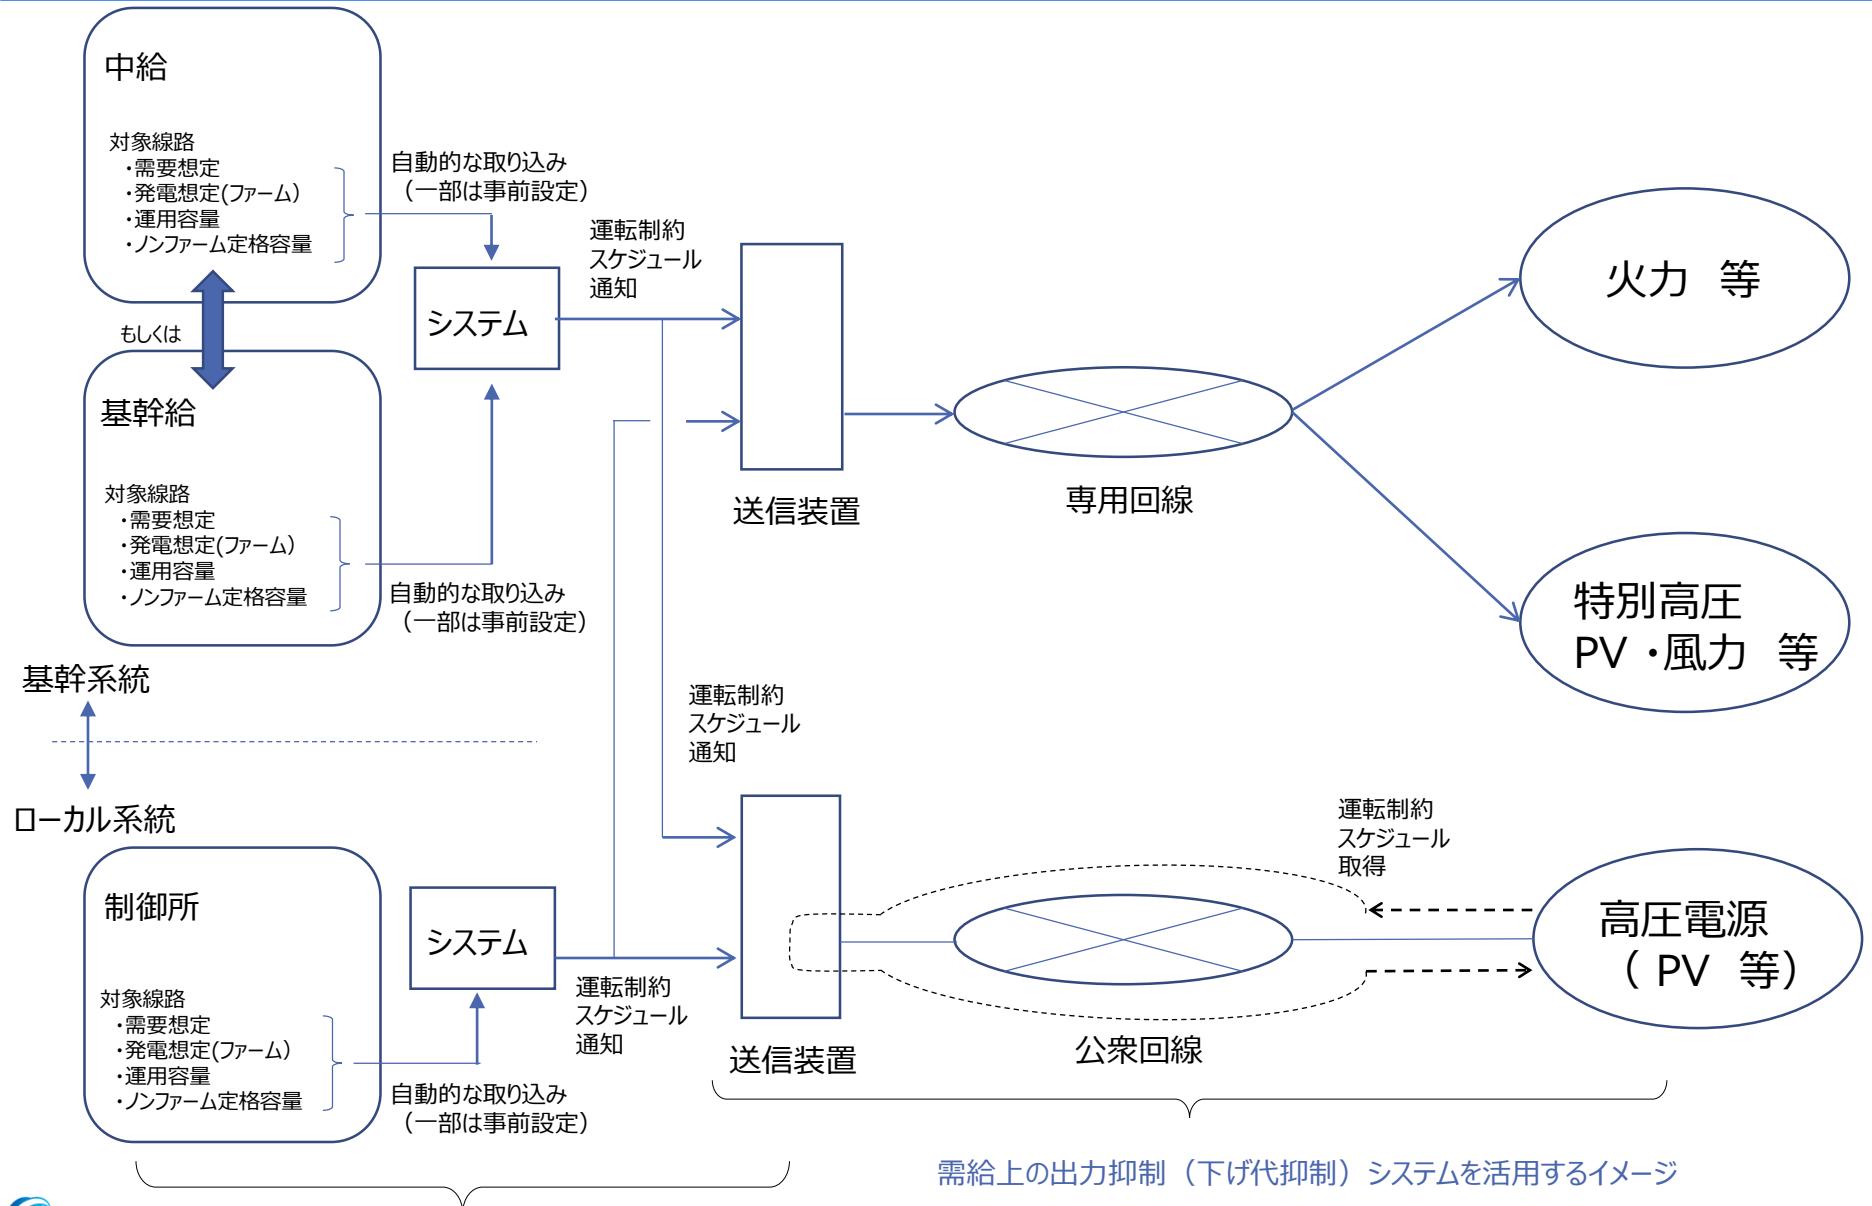 中給
対象線路
・需要想定
・発電想定(ファーム)
・運用容量
・ノンファーム定格容量
自動的な取り込み
（一部は事前設定）
もしくは
基幹給
対象線路
・需要想定
・発電想定(ファーム)
・運用容量
・ノンファーム定格容量
自動的な取り込み
（一部は事前設定）
システム
運転制約
スケジュール
通知
送信装置
専用回線
火力　等
特別高圧
PV・風力　等
基幹系統
ローカル系統
運転制約
スケジュール
通知
制御所
対象線路
・需要想定
・発電想定(ファーム)
・運用容量
・ノンファーム定格容量
自動的な取り込み
（一部は事前設定）
システム
運転制約
スケジュール
通知
送信装置
公衆回線
運転制約
スケジュール
取得
高圧電源
（ PV　等）
需給上の出力抑制（下げ代抑制）システムを活用するイメージ